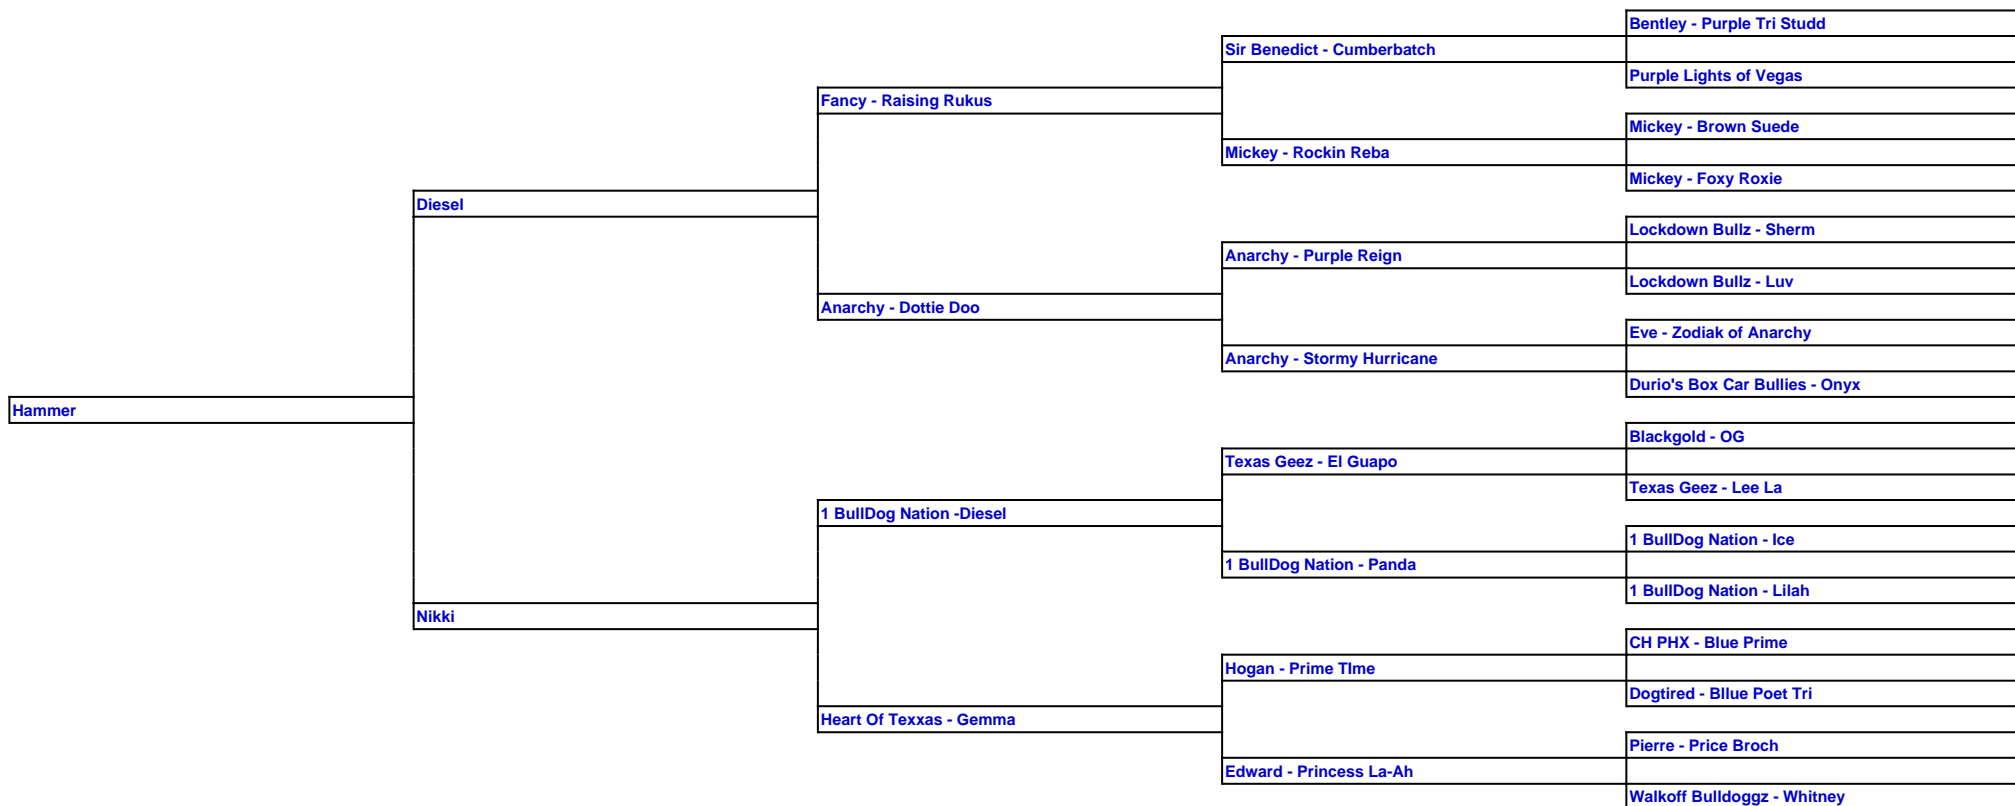 Bentley - Purple Tri Studd
Sir Benedict - Cumberbatch
Purple Lights of Vegas
Fancy - Raising Rukus
Mickey - Brown Suede
Mickey - Rockin Reba
Mickey - Foxy Roxie
Diesel
Lockdown Bullz - Sherm
Anarchy - Purple Reign
Lockdown Bullz - Luv
Anarchy - Dottie Doo
Eve - Zodiak of Anarchy
Anarchy - Stormy Hurricane
Durio's Box Car Bullies - Onyx
Hammer
Blackgold - OG
Texas Geez - El Guapo
Texas Geez - Lee La
1 BullDog Nation -Diesel
1 BullDog Nation - Ice
1 BullDog Nation - Panda
1 BullDog Nation - Lilah
Nikki
CH PHX - Blue Prime
Hogan - Prime TIme
Dogtired - Bllue Poet Tri
Heart Of Texxas - Gemma
Pierre - Price Broch
Edward - Princess La-Ah
Walkoff Bulldoggz - Whitney